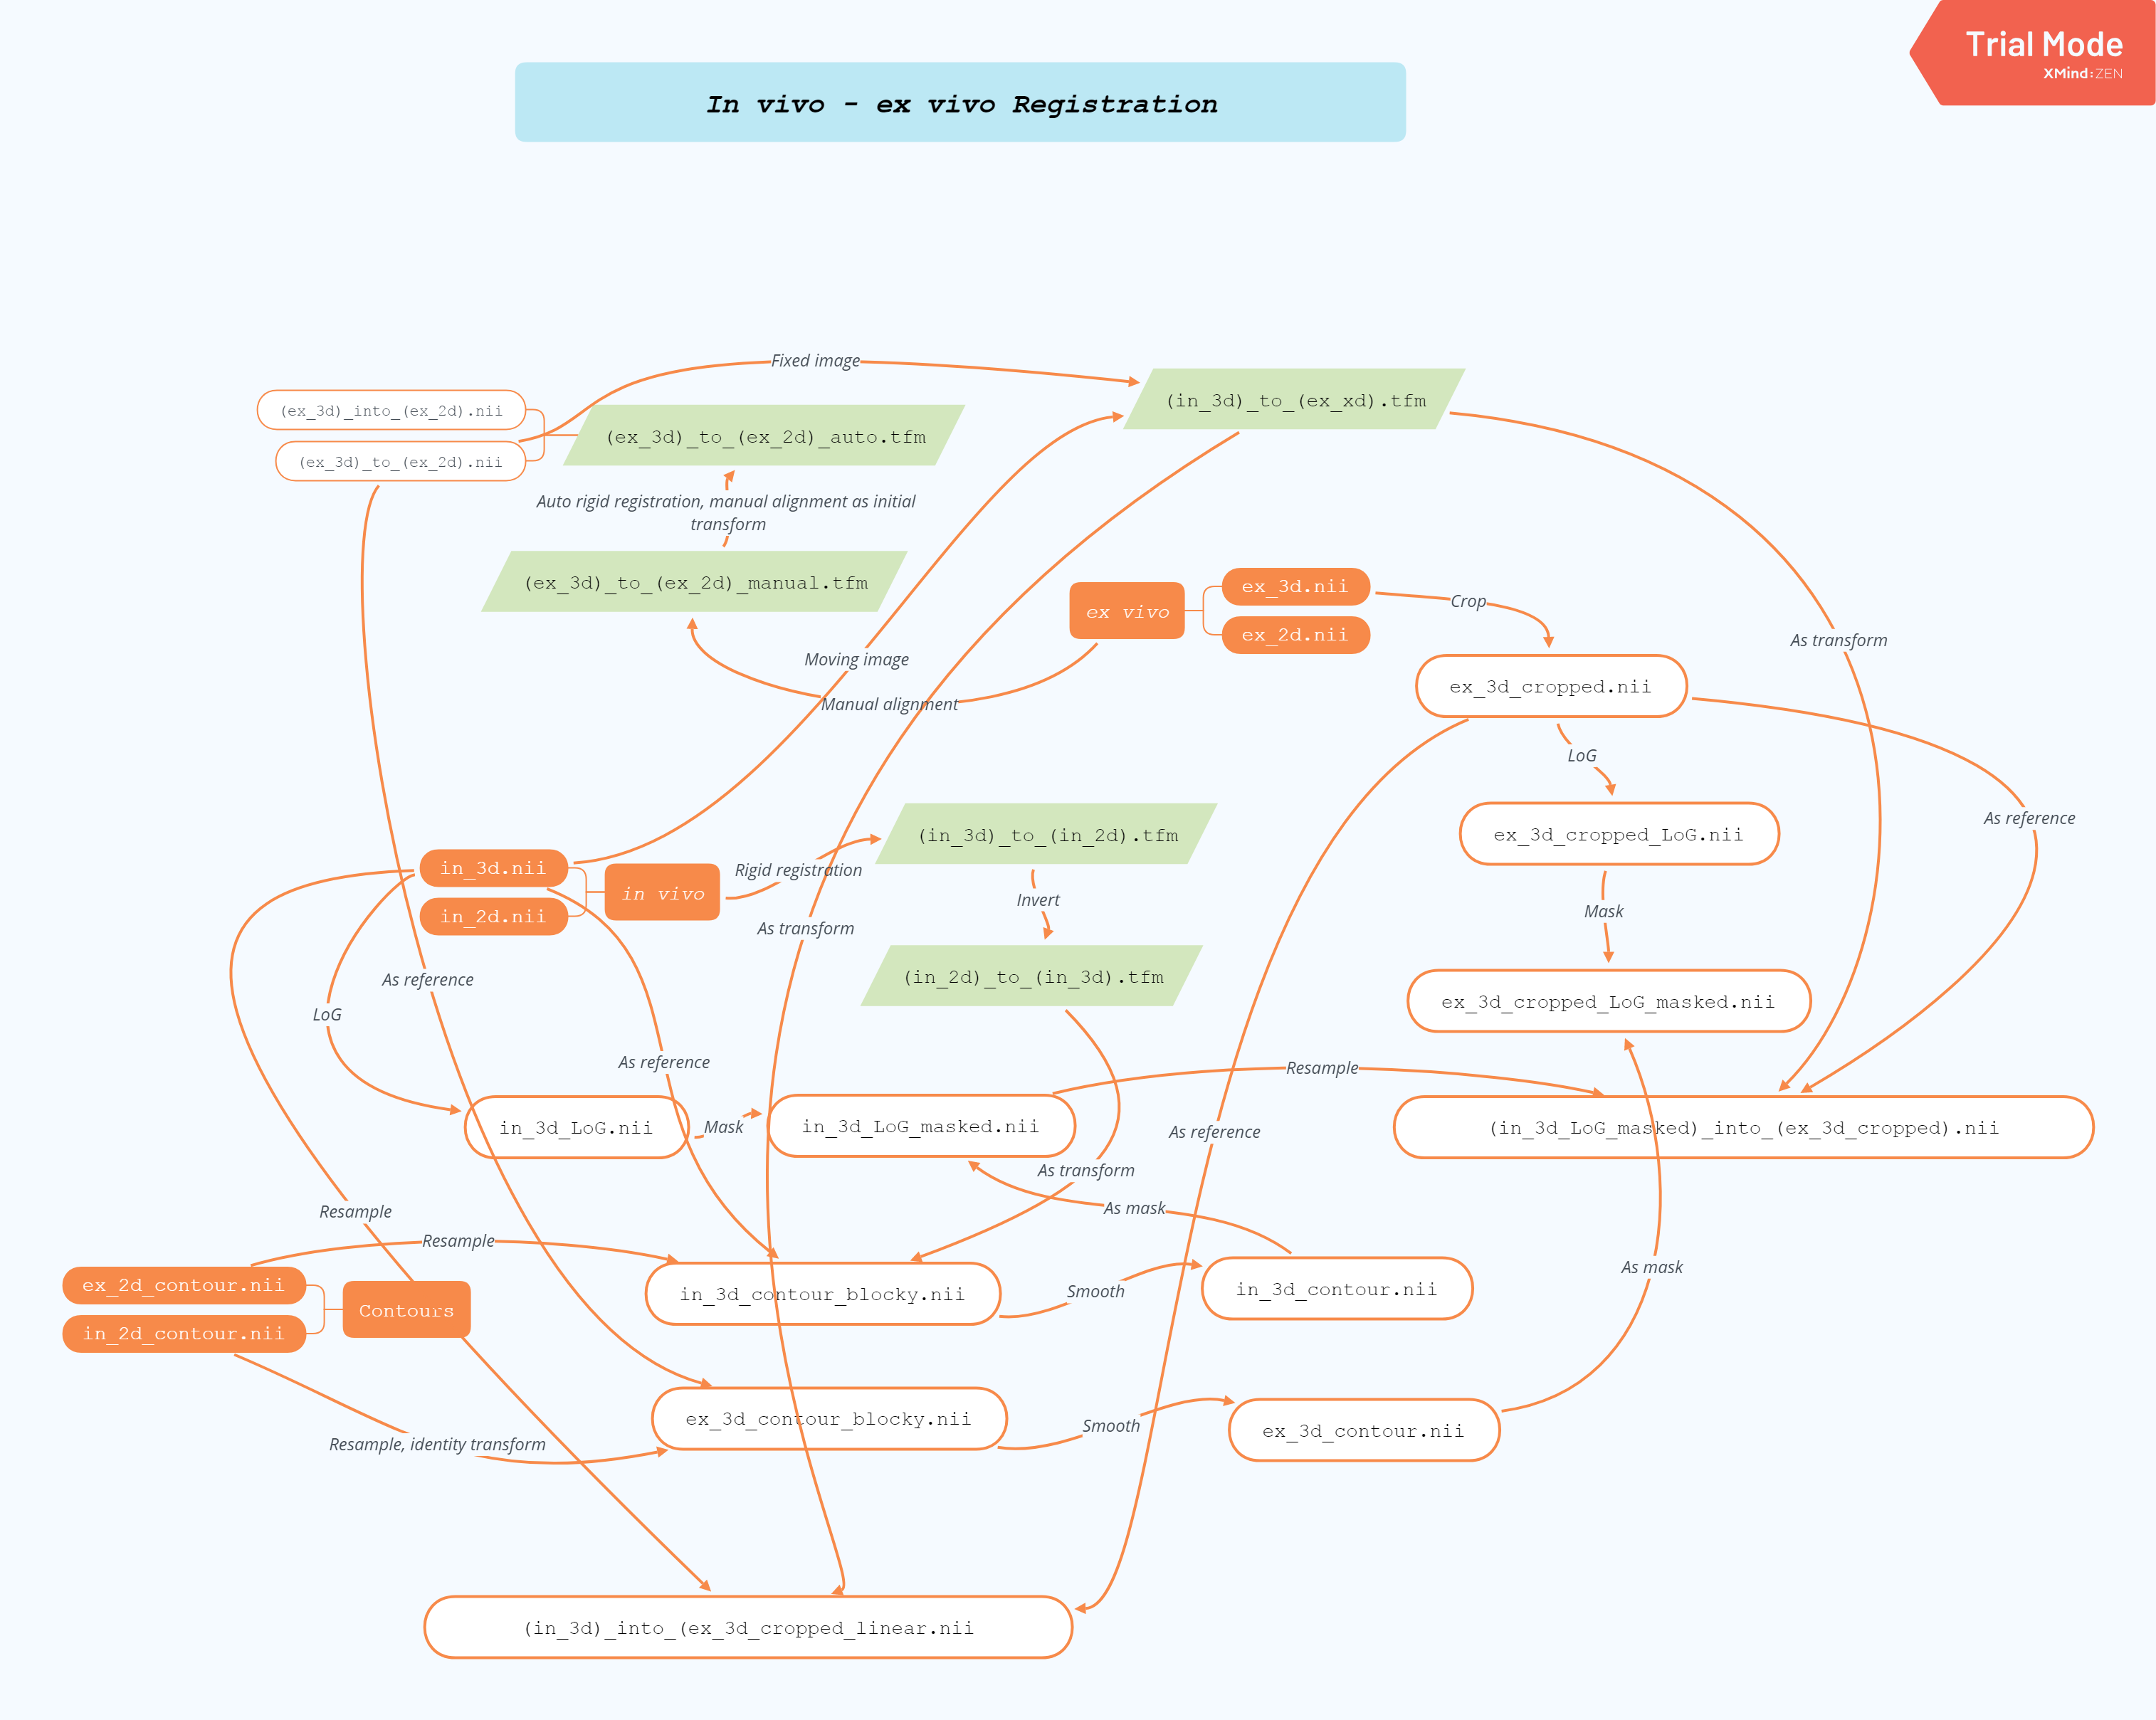 Trial Mode
XMind:ZEN
In vivo - ex vivo Registration
Fixed image
(ex_3d)_into_(ex_2d).nii
(in_3d)_to_(ex_xd).tfm
(ex_3d)_to_(ex_2d)_auto.tfm
(ex_3d)_to_(ex_2d).nii
Auto rigid registration, manual alignment as initial
transform
(ex_3d)_to_(ex_2d)_manual.tfm
ex vivo
ex_3d.nii
ex_2d.nii
Crop
As transform
Moving image
Manual alignment
ex_3d_cropped.nii
LoG
As reference
(in_3d)_to_(in_2d).tfm
ex_3d_cropped_LoG.nii
in_3d.nii
in_2d.nii
in vivo
Rigid registration
Invert
Mask
As transform
As reference
(in_2d)_to_(in_3d).tfm
ex_3d_cropped_LoG_masked.nii
LoG
As reference
Resample
in_3d_LoG.nii
Mask
in_3d_LoG_masked.nii
As reference
(in_3d_LoG_masked)_into_(ex_3d_cropped).nii
As transform
Resample
As mask
Resample
As mask
ex_2d_contour.nii
in_2d_contour.nii
Contours
in_3d_contour_blocky.nii
Smooth
in_3d_contour.nii
ex_3d_contour_blocky.nii
Smooth
ex_3d_contour.nii
Resample, identity transform
(in_3d)_into_(ex_3d_cropped_linear.nii